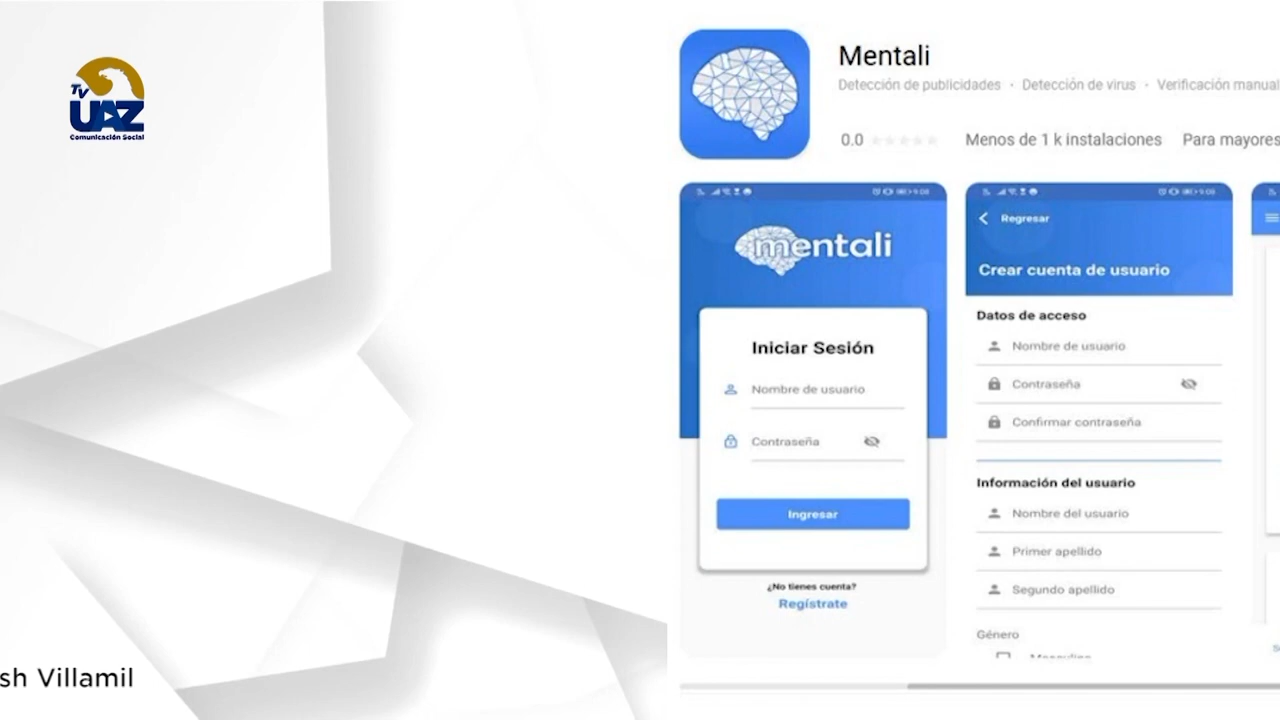 TV
UAZ
Comunicación Social
sh Villamil
Mentali
Detección de publicidades · Detección de virus · Verificación manual
0.0
Menos de 1 k instalaciones
Para mayores
9:08
mentali
Iniciar Sesión
Nombre de usuario
Contraseña
Ingresar
¿No tienes cuenta?
Regístrate
Regresar
Crear cuenta de usuario
Datos de acceso
Nombre de usuario
Contraseña
Confirmar contraseña
Información del usuario
Nombre del usuario
Primer apellido
Segundo apellido
Género
Masculino